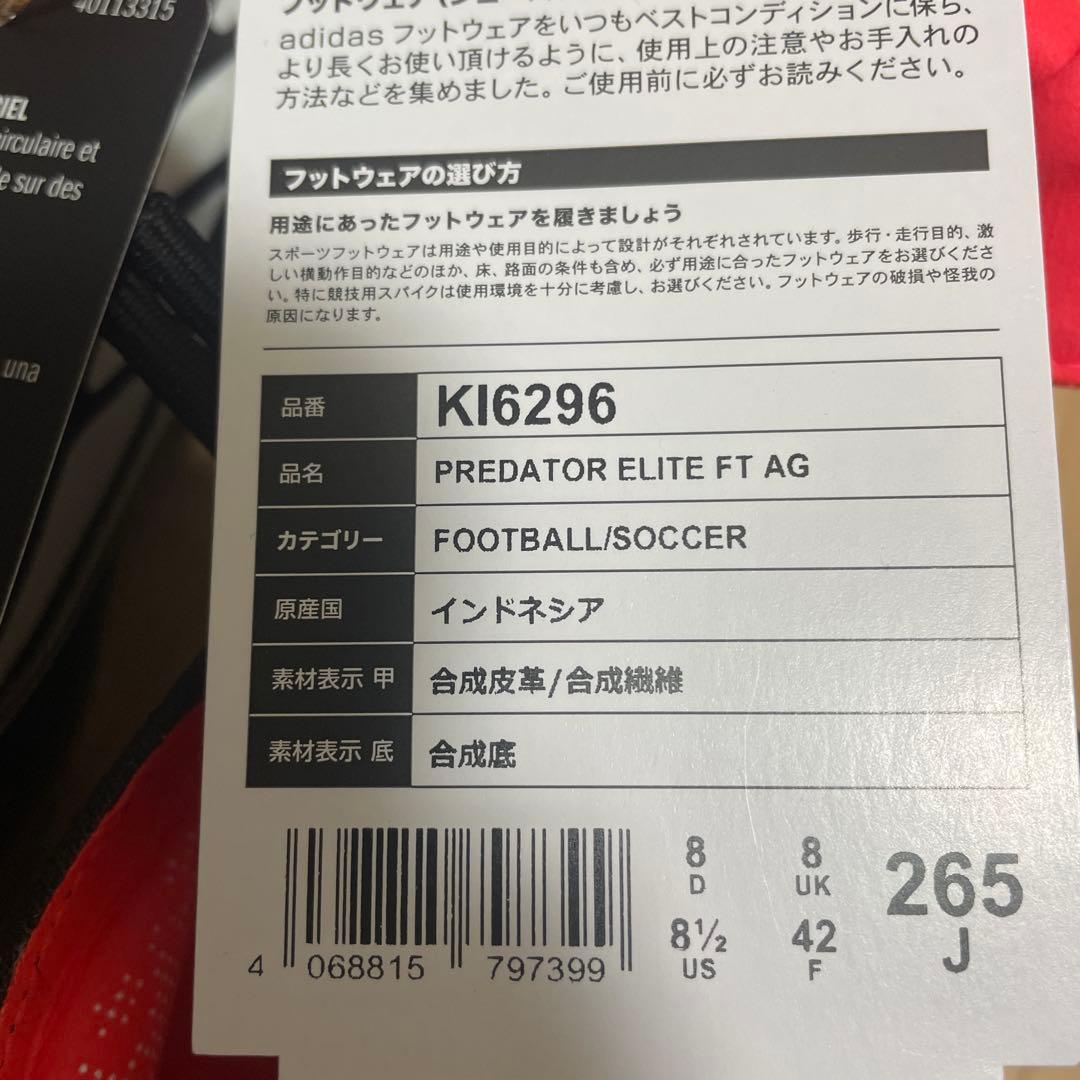 40113315
IEL
irculaire et
e sur des
una
adidas フットウェアをいつもベストコンディションに保ち、
より長くお使い頂けるように、使用上の注意やお手入れの
方法などを集めました。ご使用前に必ずお読みください。
フットウェアの選び方
用途にあったフットウェアを履きましょう
スポーツフットウェアは用途や使用目的によって設計がそれぞれされています。歩行・走行目的、激
しい横動作目的などのほか、床、路面の条件も含め、必ず用途に合ったフットウェアをお選びくださ
い。特に競技用スパイクは使用環境を十分に考慮し、お選びください。フットウェアの破損や怪我の
原因になります。
品番 KI6296
品名 PREDATOR ELITE FT AG
カテゴリー FOOTBALL/SOCCER
原産国 インドネシア
素材表示 甲 合成皮革/合成繊維
素材表示 底 合成底
4 068815 797399
8 D
8 UK
8½ US
42 F
265 J